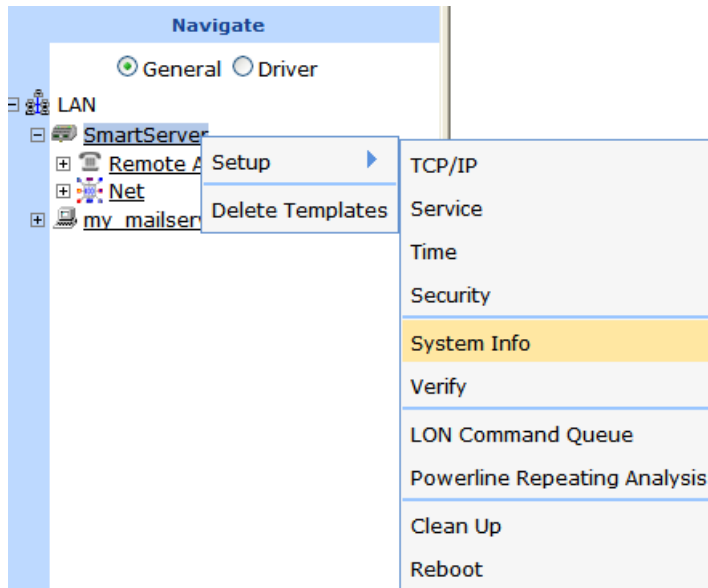 Navigate
General Driver
LAN
SmartServer
Remote A
Net
my_mailser
Setup
Delete Templates
TCP/IP
Service
Time
Security
System Info
Verify
LON Command Queue
Powerline Repeating Analysis
Clean Up
Reboot